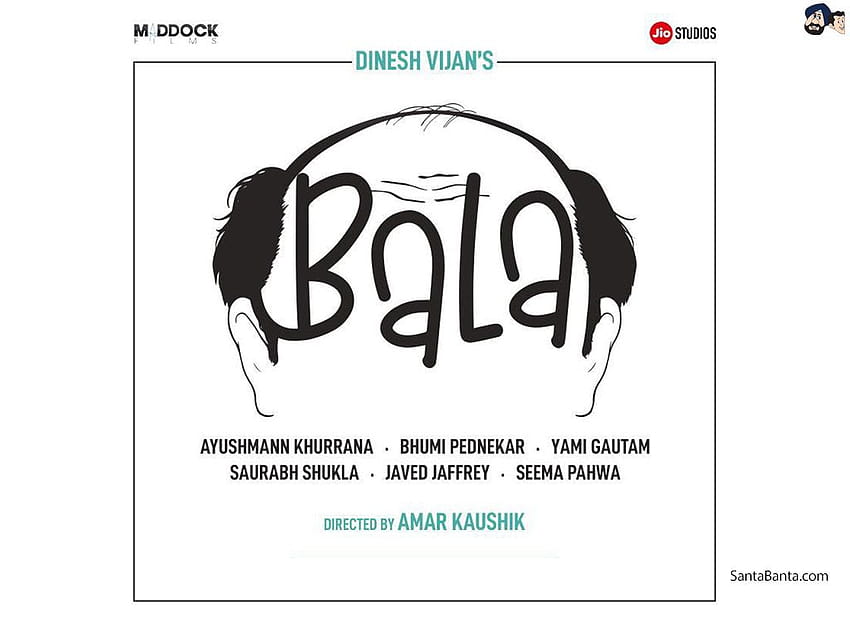 MADDOCK
FILMS
Jio STUDIOS
DINESH VIJAN'S
BaLa
AYUSHMANN KHURRANA · BHUMI PEDNEKAR · YAMI GAUTAM
SAURABH SHUKLA · JAVED JAFFREY · SEEMA PAHWA
DIRECTED BY AMAR KAUSHIK
SantaBanta.com